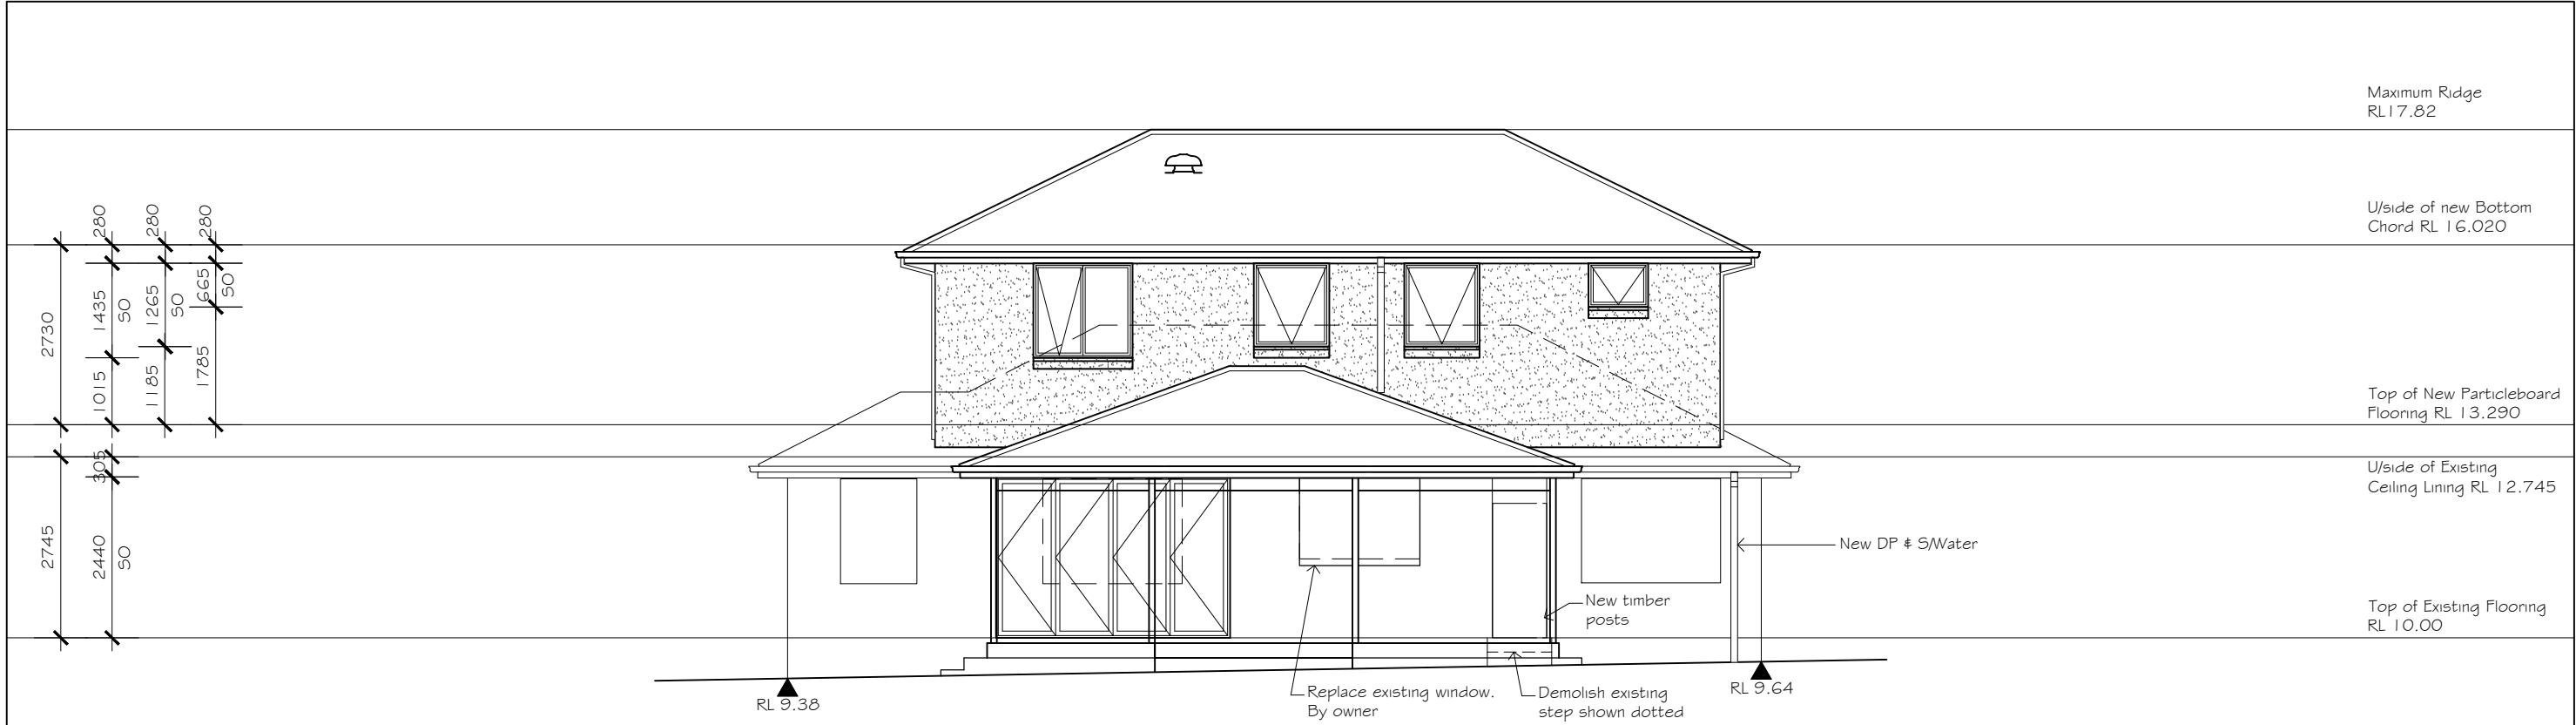 Maximum Ridge
RL17.82
U/side of new Bottom
Chord RL 16.020
280
280
280
2730
1435
50
1265
50
665
50
1015
1185
1785
Top of New Particleboard
Flooring RL 13.290
305
U/side of Existing
Ceiling Lining RL 12.745
2745
2440
50
New DP & S/Water
New timber
posts
Top of Existing Flooring
RL 10.00
RL 9.38
Replace existing window.
By owner
Demolish existing
step shown dotted
RL 9.64